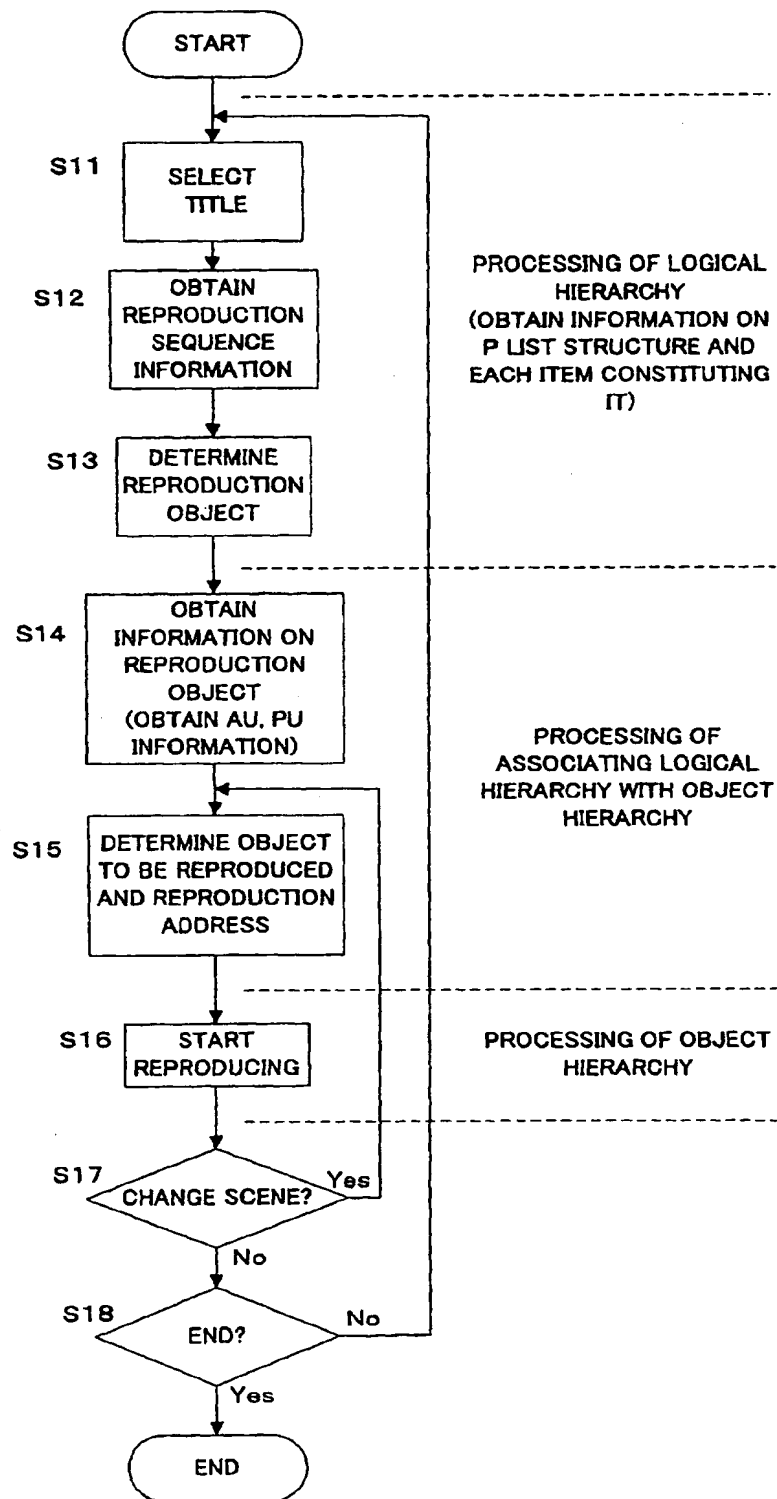 START
S11
SELECT
TITLE
S12
OBTAIN
REPRODUCTION
SEQUENCE
INFORMATION
PROCESSING OF LOGICAL
HIERARCHY
(OBTAIN INFORMATION ON
P LIST STRUCTURE AND
EACH ITEM CONSTITUTING
IT)
S13
DETERMINE
REPRODUCTION
OBJECT
S14
OBTAIN
INFORMATION ON
REPRODUCTION
OBJECT
(OBTAIN AU, PU
INFORMATION)
PROCESSING OF
ASSOCIATING LOGICAL
HIERARCHY WITH OBJECT
HIERARCHY
S15
DETERMINE OBJECT
TO BE REPRODUCED
AND REPRODUCTION
ADDRESS
S16
START
REPRODUCING
PROCESSING OF OBJECT
HIERARCHY
S17
CHANGE SCENE?
Yes
No
S18
END?
No
Yes
END